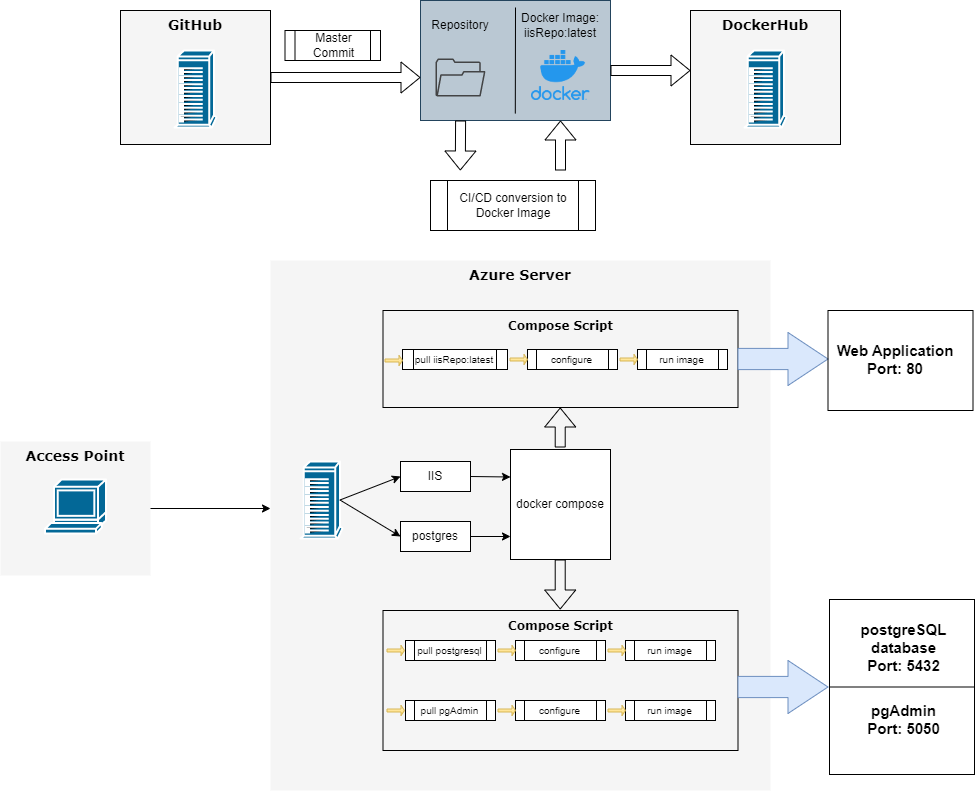 GitHub
Master
Commit
Repository
Docker Image:
iisRepo:latest
docker
DockerHub
CI/CD conversion to
Docker Image
Azure Server
Compose Script
pull iisRepo:latest
configure
run image
Web Application
Port: 80
Access Point
IIS
postgres
docker compose
Compose Script
pull postgresql
configure
run image
pull pgAdmin
configure
run image
postgreSQL
database
Port: 5432
pgAdmin
Port: 5050